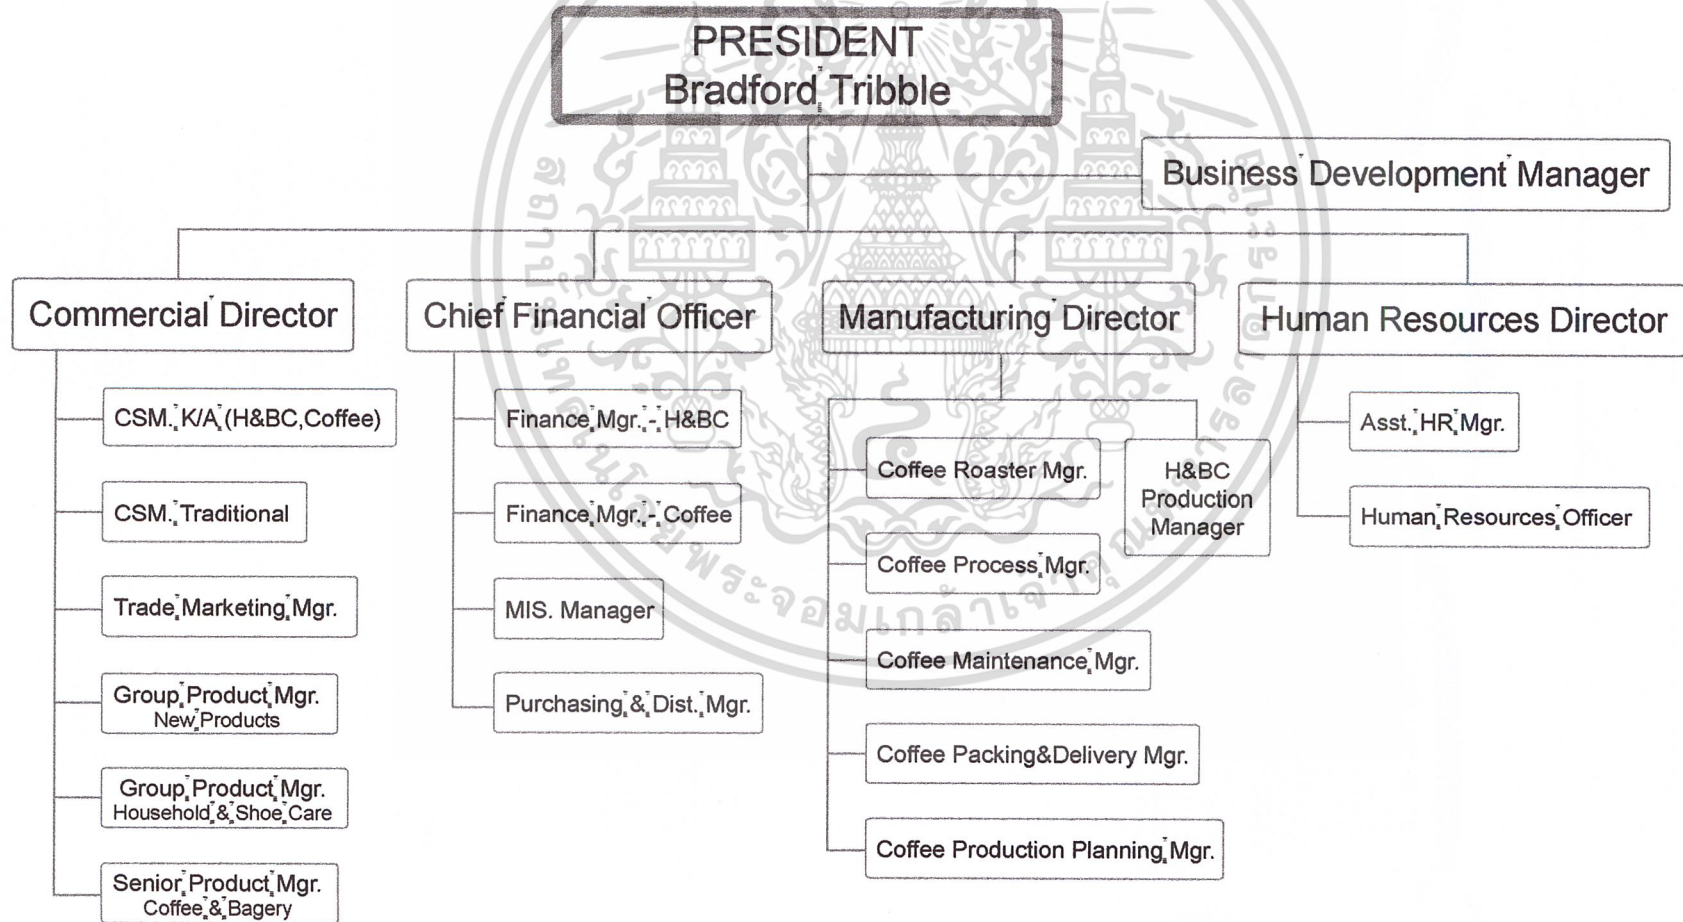 PRESIDENT
Bradford Tribble
Business Development Manager
Commercial Director
Chief Financial Officer
Manufacturing Director
Human Resources Director
CSM. K/A (H&BC,Coffee)
CSM. Traditional
Trade Marketing Mgr.
Group Product Mgr.
New Products
Group Product Mgr.
Household & Shoe Care
Senior Product Mgr.
Coffee & Bagery
Finance Mgr. - H&BC
Finance Mgr. - Coffee
MIS. Manager
Purchasing & Dist. Mgr.
Coffee Roaster Mgr.
Coffee Process Mgr.
Coffee Maintenance Mgr.
Coffee Packing&Delivery Mgr.
Coffee Production Planning Mgr.
H&BC
Production
Manager
Asst. HR Mgr.
Human Resources Officer